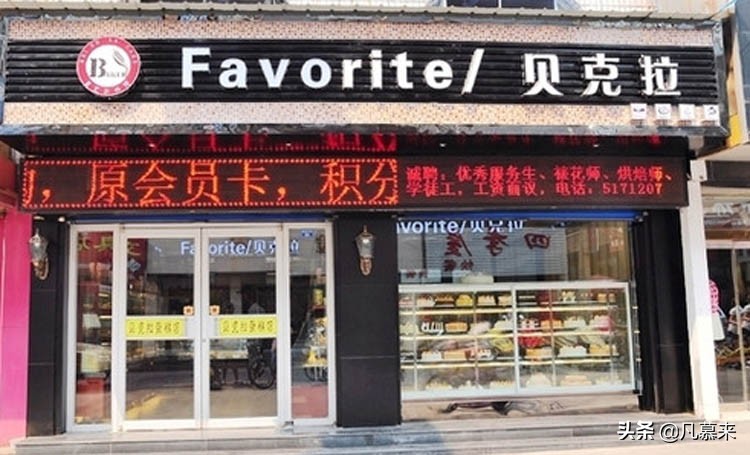 Favorite/ 贝克拉
，原会员卡，积分
诚聘：优秀服务生、裱花师、烘焙师、
学徒工，工资面议，电话，5171207
Favorite/贝克拉
avorite/贝克拉
贝克拉蛋糕店
贝克拉蛋糕店
头条 @凡慕来